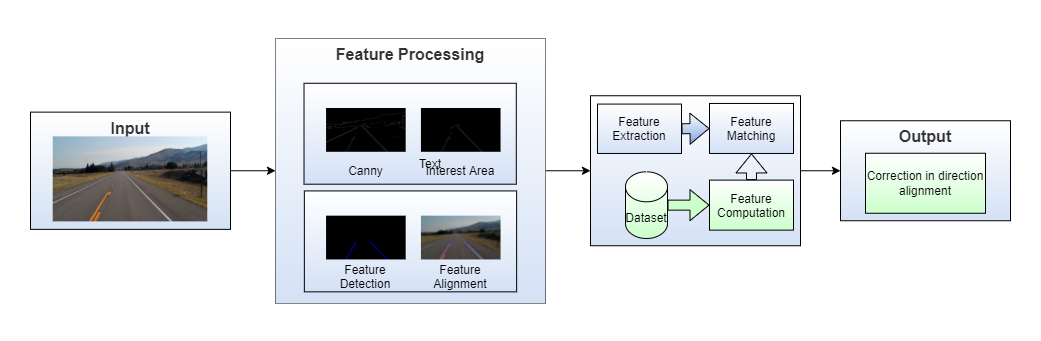 Input
Feature Processing
Canny
Text
Interest Area
Feature
Detection
Feature
Alignment
Feature
Extraction
Feature
Matching
Dataset
Feature
Computation
Output
Correction in direction
alignment